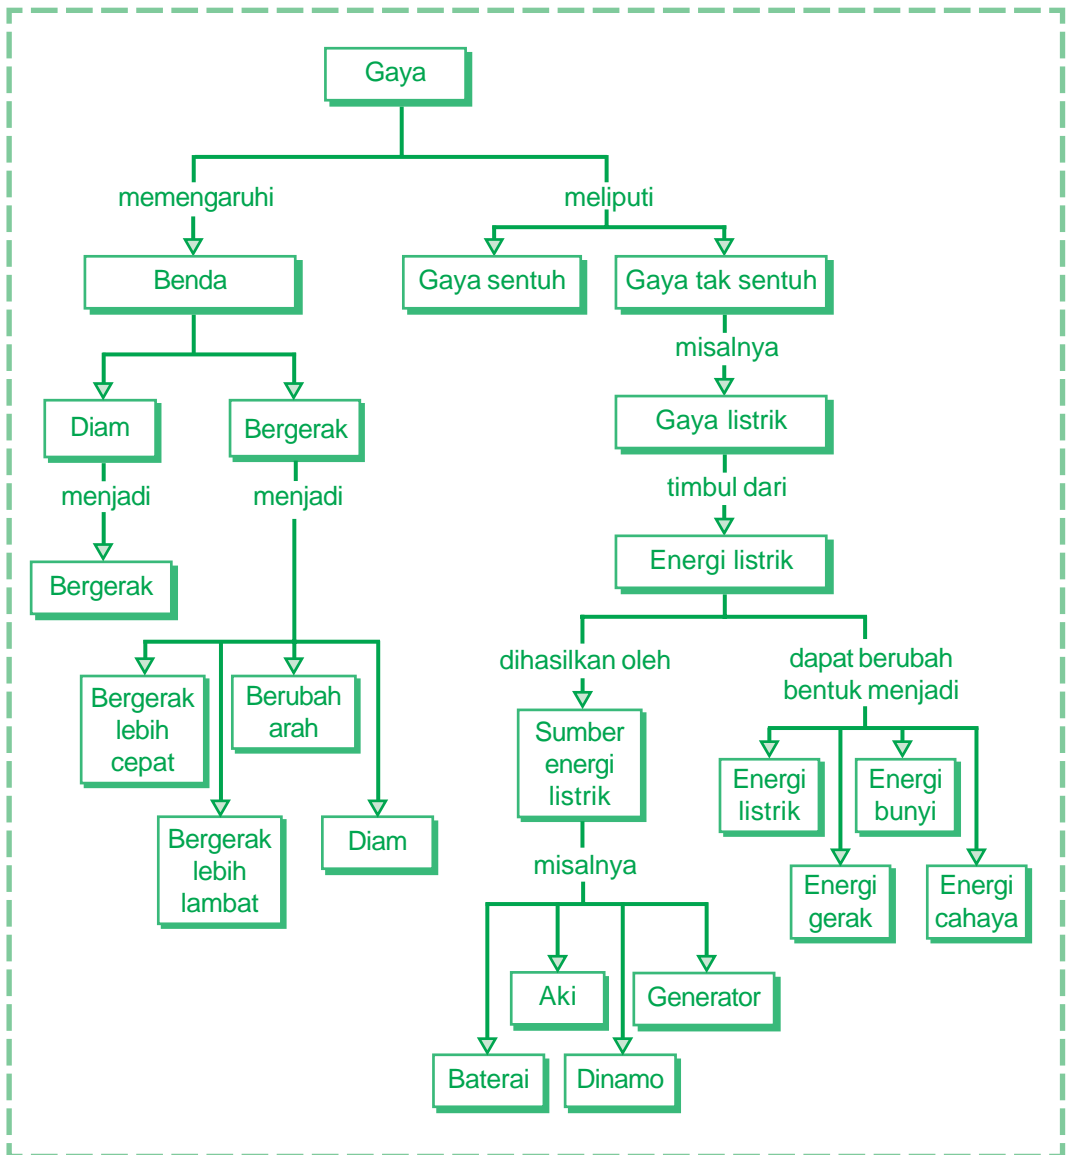 Gaya
memengaruhi
meliputi
Benda
Gaya sentuh
Gaya tak sentuh
misalnya
Diam
Bergerak
Gaya listrik
menjadi
menjadi
timbul dari
Bergerak
Energi listrik
dihasilkan oleh
dapat berubah
bentuk menjadi
Bergerak
lebih
cepat
Berubah
arah
Bergerak
lebih
lambat
Diam
Sumber
energi
listrik
Energi
listrik
Energi
bunyi
Energi
gerak
Energi
cahaya
misalnya
Aki
Generator
Baterai
Dinamo